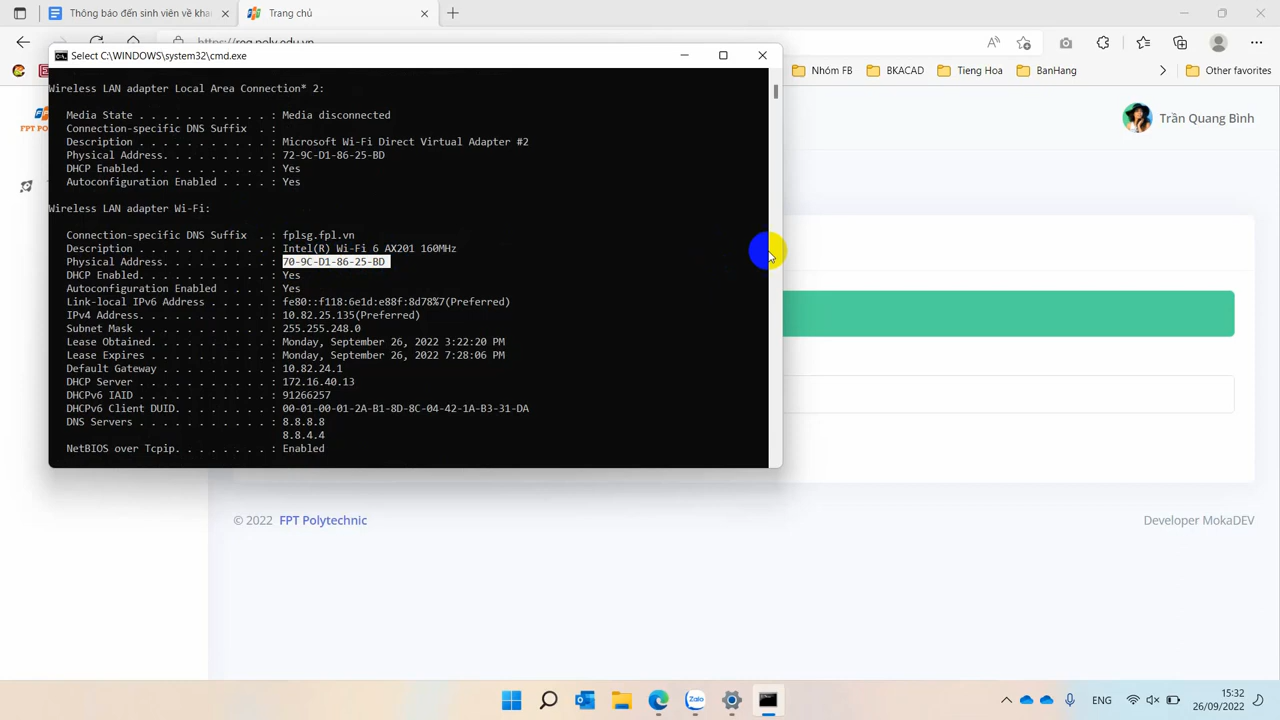 Thông báo đến sinh viên về kha
Trang chủ
https://reg.poly.edu.vn
Select C:\WINDOWS\system32\cmd.exe
Nhóm FB
BKACAD
Tieng Hoa
BanHang
Other favorites
Wireless LAN adapter Local Area Connection* 2:
Media State . . . . . . . . . . . : Media disconnected
Connection-specific DNS Suffix  . :
Description . . . . . . . . . . . : Microsoft Wi-Fi Direct Virtual Adapter #2
Physical Address. . . . . . . . . : 72-9C-D1-86-25-BD
DHCP Enabled. . . . . . . . . . . : Yes
Autoconfiguration Enabled . . . . : Yes
Wireless LAN adapter Wi-Fi:
Connection-specific DNS Suffix  . : fplsg.fpl.vn
Description . . . . . . . . . . . : Intel(R) Wi-Fi 6 AX201 160MHz
Physical Address. . . . . . . . . : 70-9C-D1-86-25-BD
DHCP Enabled. . . . . . . . . . . : Yes
Autoconfiguration Enabled . . . . : Yes
Link-local IPv6 Address . . . . . : fe80::f118:6e1d:e88f:8d78%7(Preferred)
IPv4 Address. . . . . . . . . . . : 10.82.25.135(Preferred)
Subnet Mask . . . . . . . . . . . : 255.255.248.0
Lease Obtained. . . . . . . . . . : Monday, September 26, 2022 3:22:20 PM
Lease Expires . . . . . . . . . . : Monday, September 26, 2022 7:28:06 PM
Default Gateway . . . . . . . . . : 10.82.24.1
DHCP Server . . . . . . . . . . . : 172.16.40.13
DHCPv6 IAID . . . . . . . . . . . : 91266257
DHCPv6 Client DUID. . . . . . . . : 00-01-00-01-2A-B1-8D-8C-04-42-1A-B3-31-DA
DNS Servers . . . . . . . . . . . : 8.8.8.8
8.8.4.4
NetBIOS over Tcpip. . . . . . . . : Enabled
FPT PO
Trần Quang Bình
© 2022 FPT Polytechnic
Developer MokaDEV
Zalo
ENG
15:32
26/09/2022